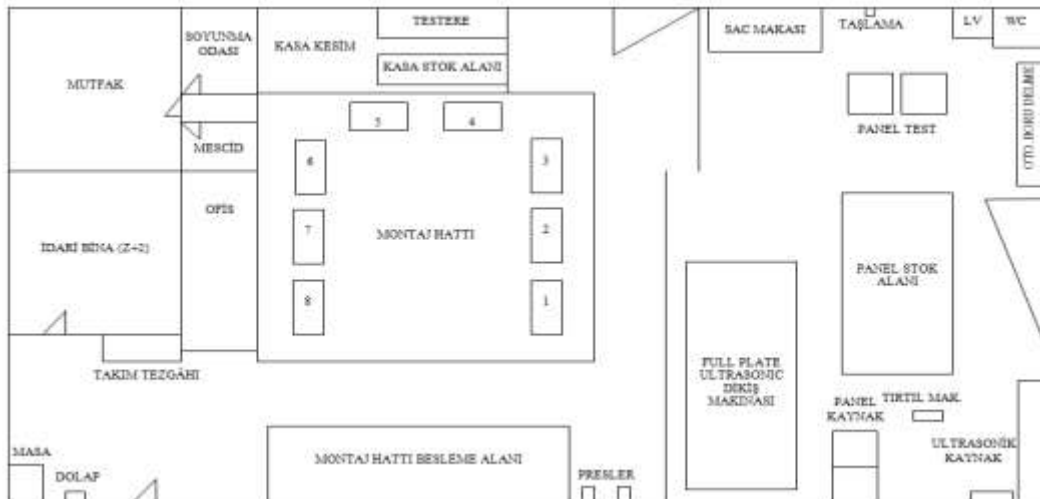 SOYUNMA
ODASI
KASA KESİM
TESTERE
KASA STOK ALANI
SAC MAKASI
TAŞLAMA
LV
WC
MUTFAK
MESCİD
5
4
PANEL TEST
OTO. BORU DELME
6
3
OFİS
7
MONTAJ HATTI
2
İDARİ BİNA (Z+2)
PANEL STOK
ALANI
8
1
TAKIM TEZGÂHI
FULL PLATE
ULTRASONIC
DİKİŞ
MAKİNASI
PANEL
KAYNAK
TIRTIL MAK.
ULTRASONİK
KAYNAK
MASA
DOLAP
MONTAJ HATTI BESLEME ALANI
PRESLER